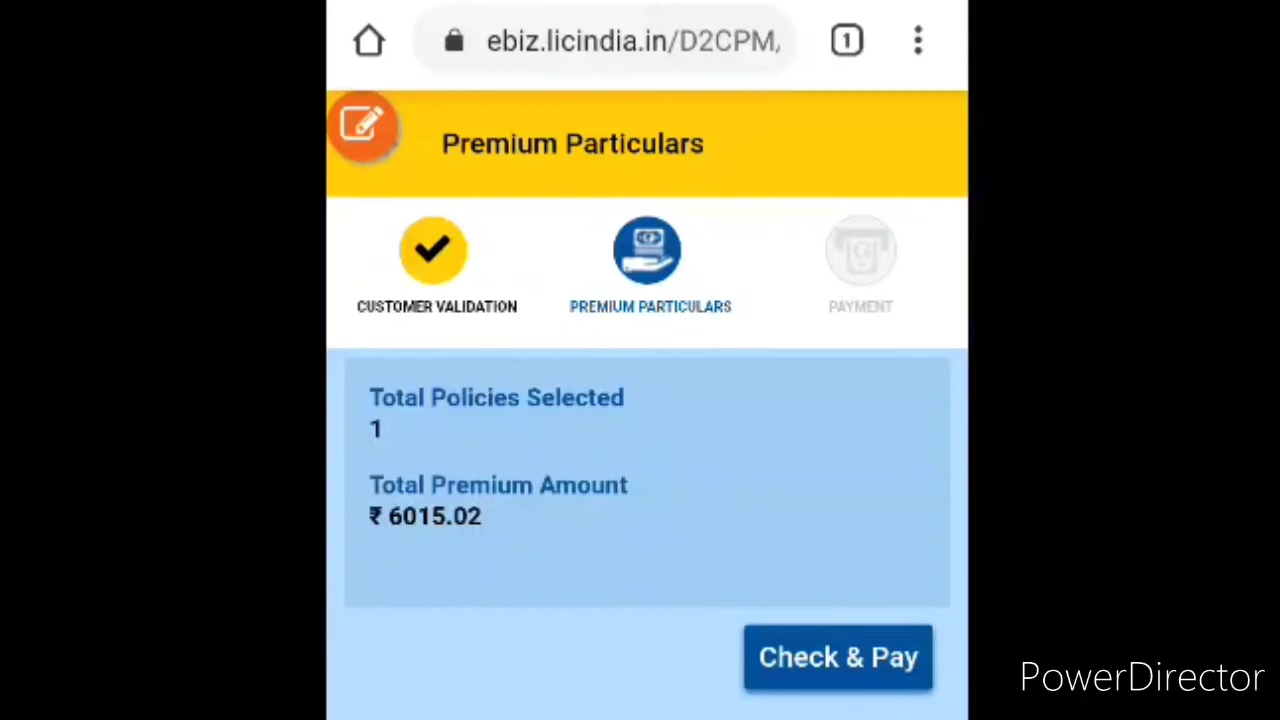 ebiz.licindia.in/D2CPM,
1
Premium Particulars
CUSTOMER VALIDATION
PREMIUM PARTICULARS
PAYMENT
Total Policies Selected
1
Total Premium Amount
₹ 6015.02
Check & Pay
PowerDirector